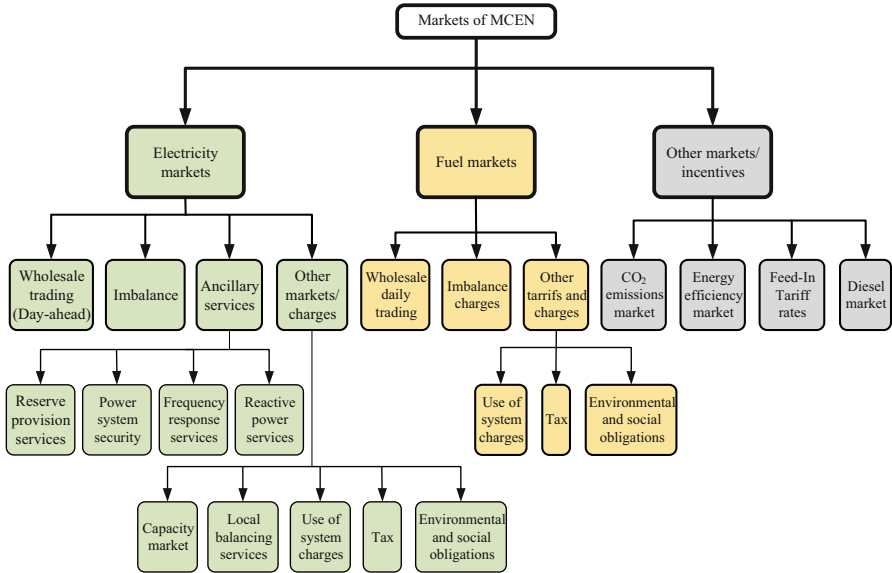 Markets of MCEN
Electricity
markets
Fuel markets
Other markets/
incentives
Wholesale
trading
(Day-ahead)
Imbalance
Ancillary
services
Other
markets/
charges
Wholesale
daily
trading
Imbalance
charges
Other
tarrifs and
charges
CO₂
emissions
market
Energy
efficiency
market
Feed-In
Tariff
rates
Diesel
market
Reserve
provision
services
Power
system
security
Frequency
response
services
Reactive
power
services
Use of
system
charges
Tax
Environmental
and social
obligations
Capacity
market
Local
balancing
services
Use of
system
charges
Tax
Environmental
and social
obligations